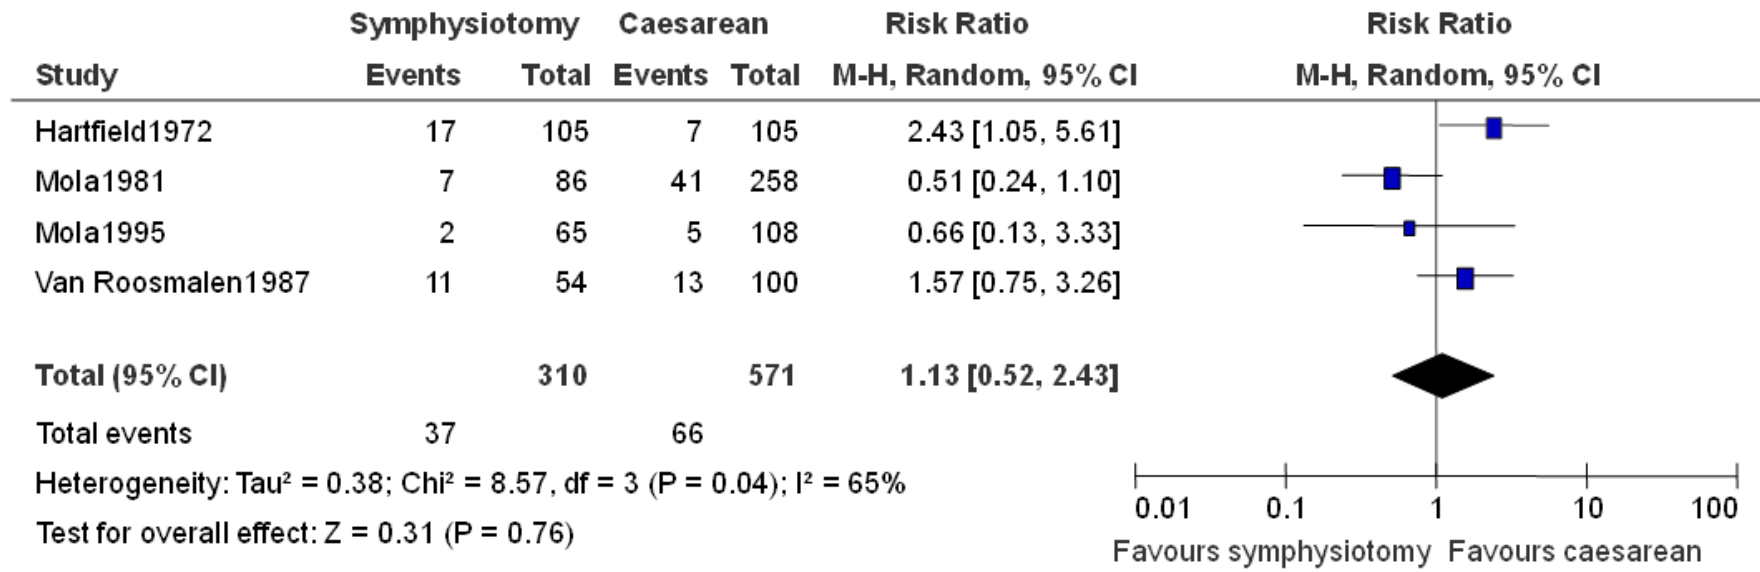 Symphysiotomy Caesarean Risk Ratio Risk Ratio
Study Events Total Events Total M-H, Random, 95% CI M-H, Random, 95% CI
Hartfield1972 17 105 7 105 2.43 [1.05, 5.61]
Mola1981 7 86 41 258 0.51 [0.24, 1.10]
Mola1995 2 65 5 108 0.66 [0.13, 3.33]
Van Roosmalen1987 11 54 13 100 1.57 [0.75, 3.26]
Total (95% CI) 310 571 1.13 [0.52, 2.43]
Total events 37 66
Heterogeneity: Tau² = 0.38; Chi² = 8.57, df = 3 (P = 0.04); I² = 65%
Test for overall effect: Z = 0.31 (P = 0.76)
0.01 0.1 1 10 100
Favours symphysiotomy Favours caesarean